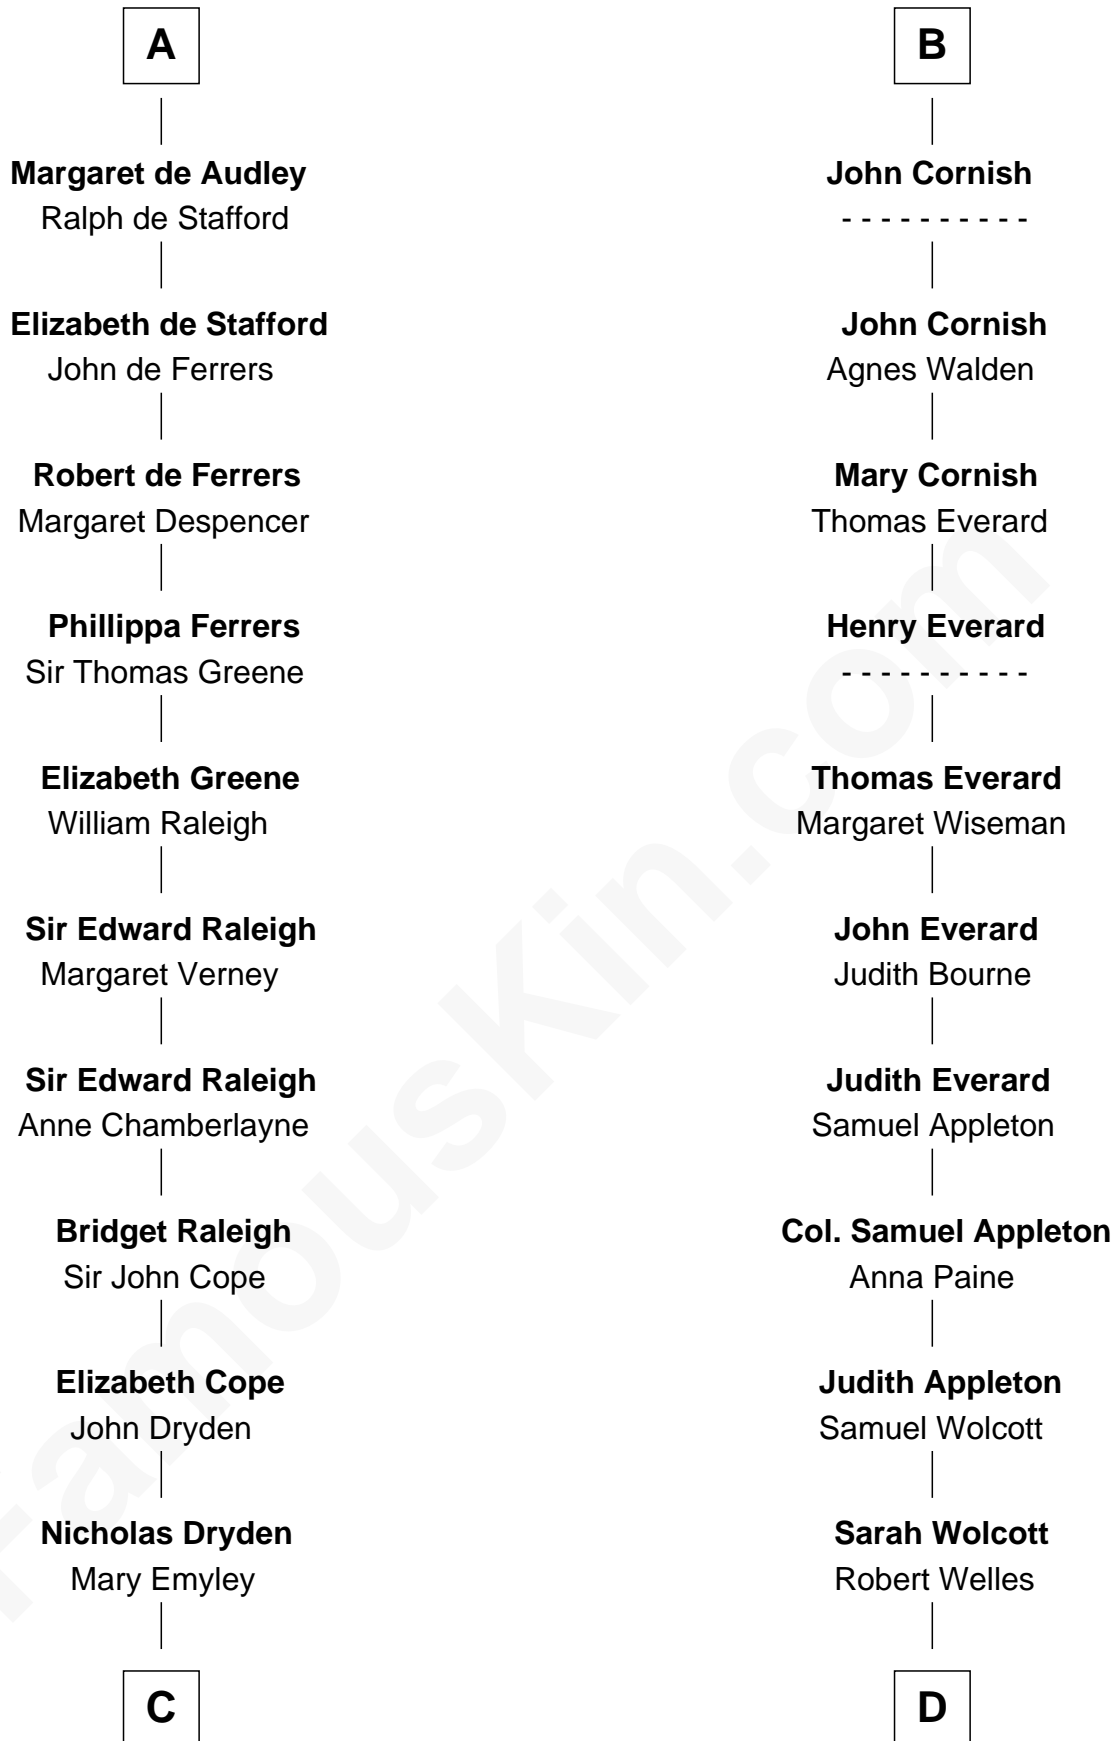 A
Margaret de Audley
Ralph de Stafford
Elizabeth de Stafford
John de Ferrers
Robert de Ferrers
Margaret Despencer
Phillippa Ferrers
Sir Thomas Greene
Elizabeth Greene
William Raleigh
Sir Edward Raleigh
Margaret Verney
Sir Edward Raleigh
Anne Chamberlayne
Bridget Raleigh
Sir John Cope
Elizabeth Cope
John Dryden
Nicholas Dryden
Mary Emyley
C
B
John Cornish
- - - - - - - - - -
John Cornish
Agnes Walden
Mary Cornish
Thomas Everard
Henry Everard
- - - - - - - - - -
Thomas Everard
Margaret Wiseman
John Everard
Judith Bourne
Judith Everard
Samuel Appleton
Col. Samuel Appleton
Anna Paine
Judith Appleton
Samuel Wolcott
Sarah Wolcott
Robert Welles
D
FamousKin.com